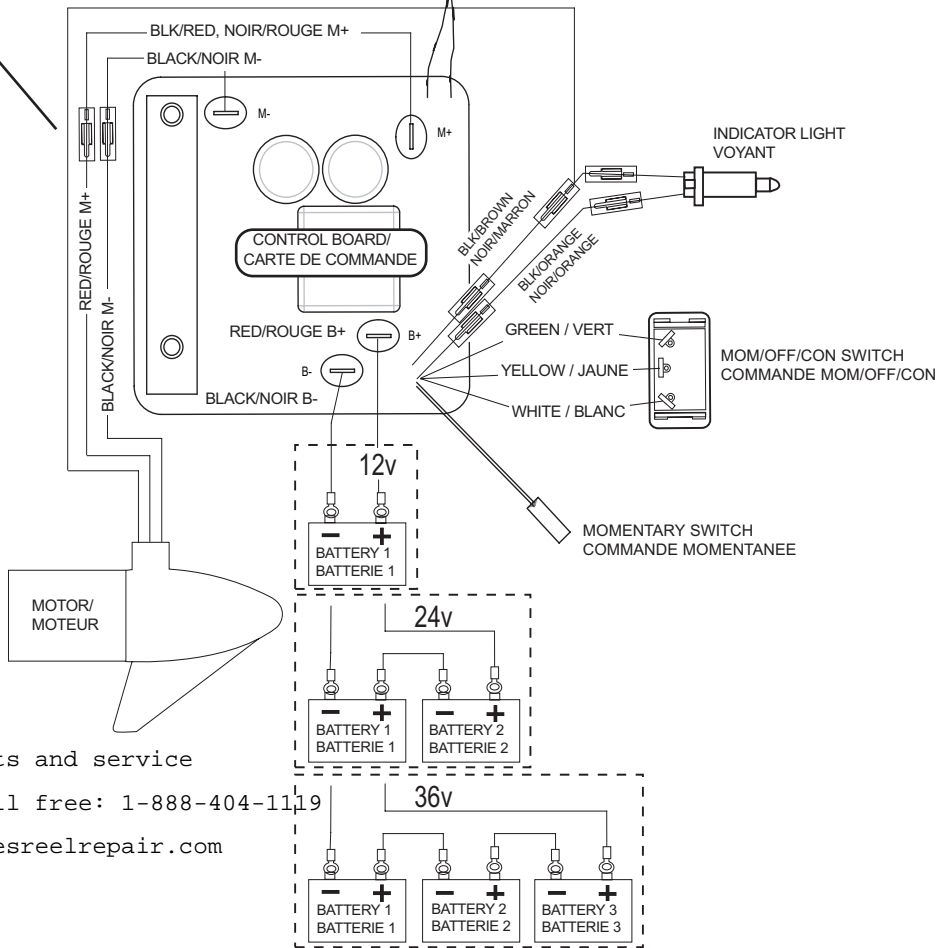 BLK/RED, NOIR/ROUGE M+
BLACK/NOIR M-
M-
M+
INDICATOR LIGHT
VOYANT
RED/ROUGE M+
BLACK/NOIR M-
CONTROL BOARD/
CARTE DE COMMANDE
BLK/BROWN
NOIR/MARRON
BLK/ORANGE
NOIR/ORANGE
RED/ROUGE B+
B+
B-
BLACK/NOIR B-
GREEN / VERT
YELLOW / JAUNE
WHITE / BLANC
MOM/OFF/CON SWITCH
COMMANDE MOM/OFF/CON
12v
– +
BATTERY 1
BATTERIE 1
MOMENTARY SWITCH
COMMANDE MOMENTANEE
MOTOR/
MOTEUR
24v
– +
BATTERY 1
BATTERIE 1
– +
BATTERY 2
BATTERIE 2
ts and service
ll free: 1-888-404-1119
esreelrepair.com
36v
– +
BATTERY 1
BATTERIE 1
– +
BATTERY 2
BATTERIE 2
– +
BATTERY 3
BATTERIE 3